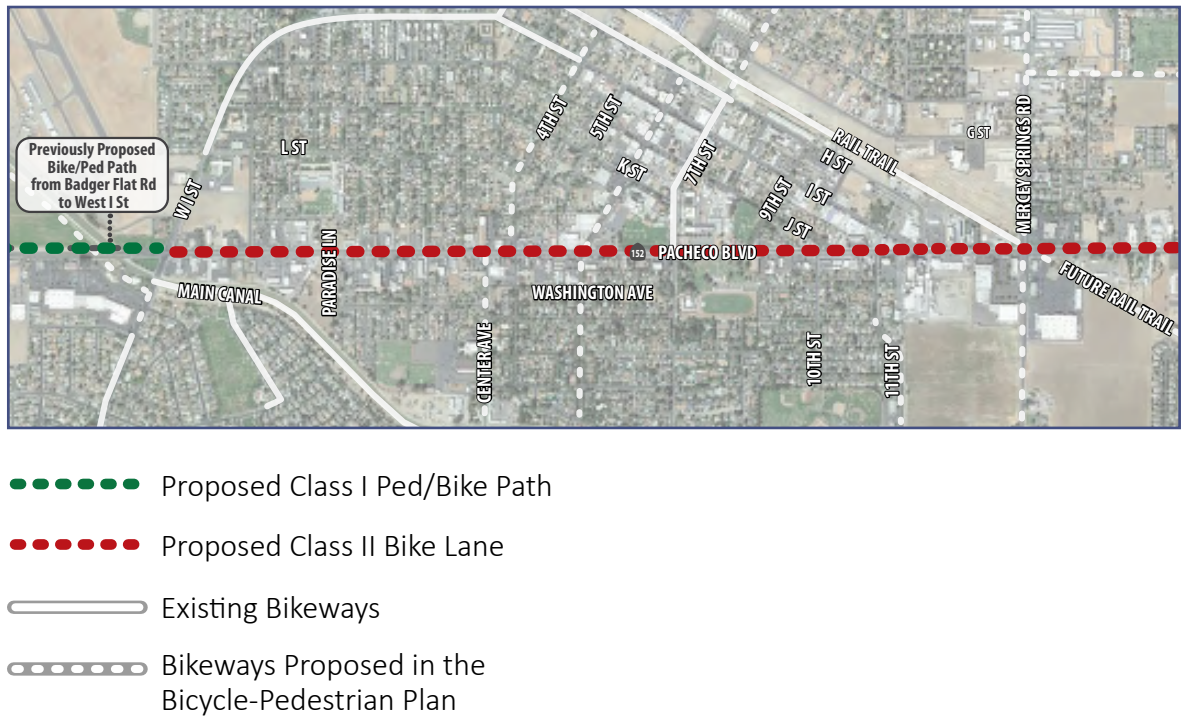 Previously Proposed
Bike/Ped Path
from Badger Flat Rd
to West I St
W I ST
L ST
4TH ST
5TH ST
K ST
7TH ST
RAIL TRAIL
H ST
I ST
9TH ST
J ST
G ST
MERCEY SPRINGS RD
152
PACHECO BLVD
PARADISE LN
MAIN CANAL
WASHINGTON AVE
CENTER AVE
10TH ST
11TH ST
FUTURE RAIL TRAIL
Proposed Class I Ped/Bike Path
Proposed Class II Bike Lane
Existing Bikeways
Bikeways Proposed in the
Bicycle-Pedestrian Plan